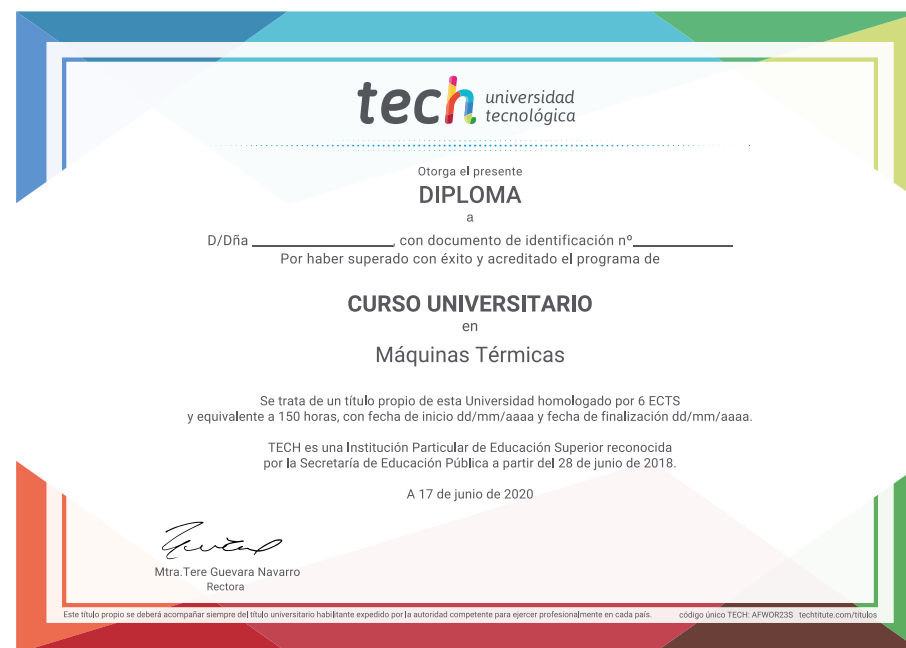 tech universidad
tecnológica
Otorga el presente
DIPLOMA
a
D/Dña ____________________, con documento de identificación nº______________
Por haber superado con éxito y acreditado el programa de
CURSO UNIVERSITARIO
en
Máquinas Térmicas
Se trata de un título propio de esta Universidad homologado por 6 ECTS
y equivalente a 150 horas, con fecha de inicio dd/mm/aaaa y fecha de finalización dd/mm/aaaa.
TECH es una Institución Particular de Educación Superior reconocida
por la Secretaría de Educación Pública a partir del 28 de junio de 2018.
A 17 de junio de 2020
Mtra.Tere Guevara Navarro
Rectora
Este título propio se deberá acompañar siempre del título universitario habilitante expedido por la autoridad competente para ejercer profesionalmente en cada país. código único TECH: AFWOR23S techtitute.com/títulos